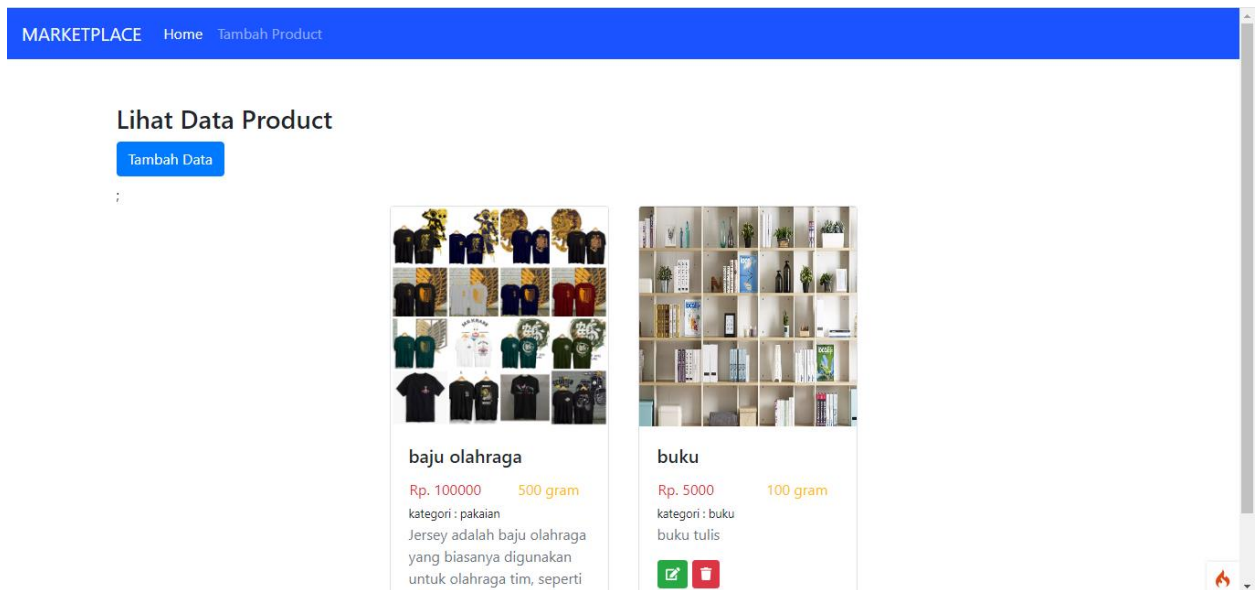 MARKETPLACE Home Tambah Product
Lihat Data Product
Tambah Data
;
baju olahraga
Rp. 100000 500 gram
kategori : pakaian
Jersey adalah baju olahraga
yang biasanya digunakan
untuk olahraga tim, seperti
buku
Rp. 5000 100 gram
kategori : buku
buku tulis